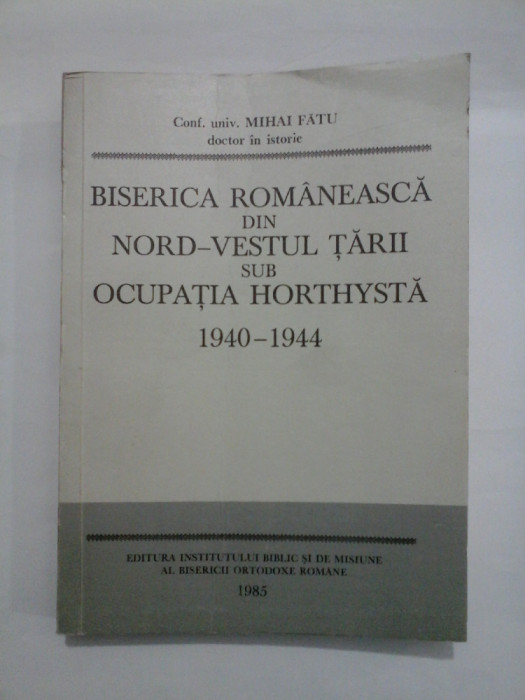 Conf. univ. MIHAI FĂTU
doctor în istorie
BISERICA ROMÂNEASCĂ
DIN
NORD–VESTUL ȚĂRII
SUB
OCUPAȚIA HORTHYSTĂ
1940–1944
EDITURA INSTITUTULUI BIBLIC ȘI DE MISIUNE
AL BISERICII ORTODOXE ROMÂNE
1985